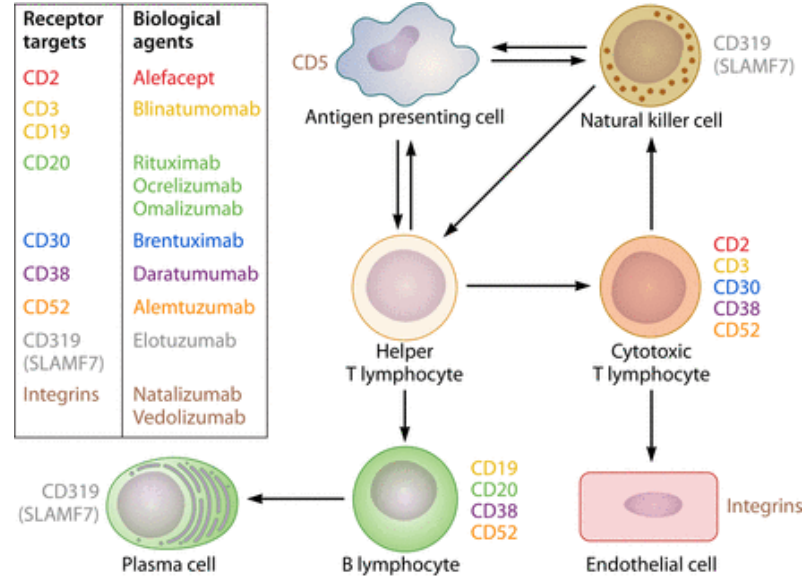 Receptor targets
Biological agents
CD2
Alefacept
CD3
CD19
Blinatumomab
CD20
Rituximab
Ocrelizumab
Omalizumab
CD30
Brentuximab
CD38
Daratumumab
CD52
Alemtuzumab
CD319
(SLAMF7)
Elotuzumab
Integrins
Natalizumab
Vedolizumab
CD5
Antigen presenting cell
CD319
(SLAMF7)
Natural killer cell
Helper
T lymphocyte
CD2
CD3
CD30
CD38
CD52
Cytotoxic
T lymphocyte
CD319
(SLAMF7)
Plasma cell
CD19
CD20
CD38
CD52
B lymphocyte
Integrins
Endothelial cell